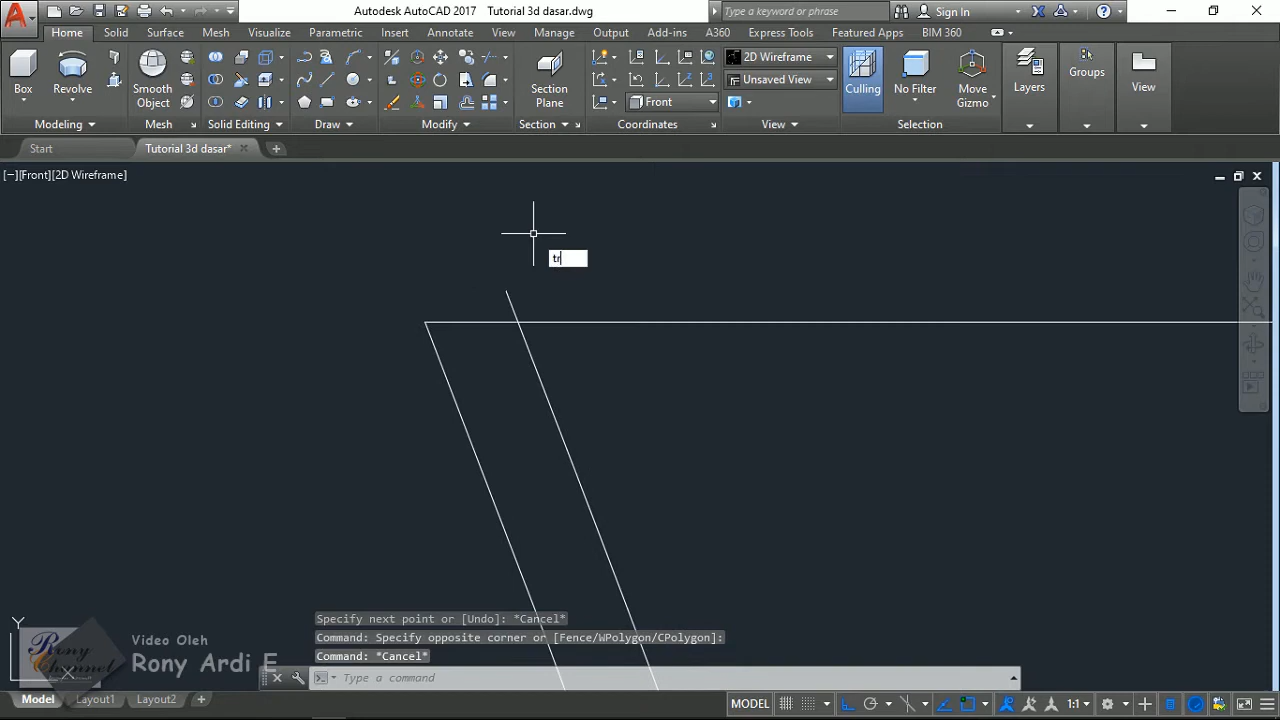 Autodesk AutoCAD 2017 Tutorial 3d dasar.dwg
Type a keyword or phrase
Sign In
Home Solid Surface Mesh Visualize Parametric Insert Annotate View Manage Output Add-ins A360 Express Tools Featured Apps BIM 360
2D Wireframe
Unsaved View
Front
Box
Revolve
Smooth Object
Section Plane
Culling
No Filter
Move Gizmo
Layers
Groups
View
Modeling Mesh Solid Editing Draw Modify Section Coordinates View Selection
Start Tutorial 3d dasar*
[−][Front][2D Wireframe]
tr
Specify next point or [Undo]: *Cancel*
Command: Specify opposite corner or [Fence/WPolygon/CPolygon]:
Command: *Cancel*
Type a command
Y
X
Rony Channel
Video Oleh
Rony Ardi E
Model Layout1 Layout2
MODEL
1:1